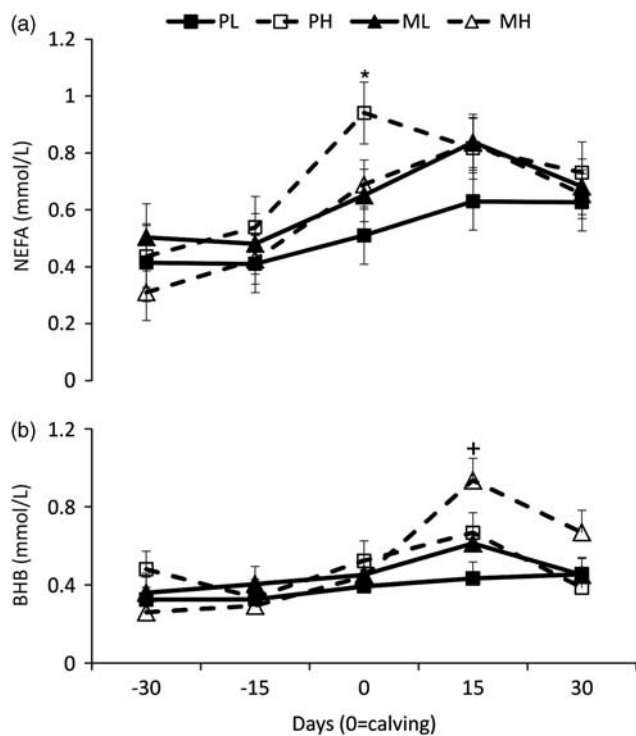 (a)
PL PH ML MH
1.2
*
1
0.8
0.6
0.4
0.2
0
NEFA (mmol/L)
(b)
1.2
+
0.8
0.4
0
BHB (mmol/L)
-30 -15 0 15 30
Days (0=calving)